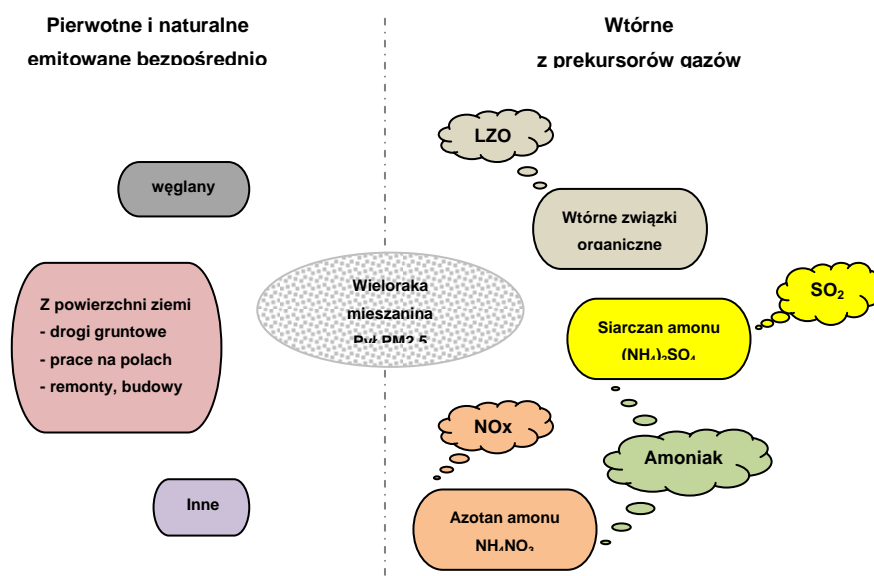 Pierwotne i naturalne
emitowane bezpośrednio
Wtórne
z prekursorów gazów
LZO
węglany
Wtórne związki
organiczne
Z powierzchni ziemi
- drogi gruntowe
- prace na polach
- remonty, budowy
Wieloraka
mieszanina
Pył PM2,5
SO₂
Siarczan amonu
(NH₄)₂SO₄
NOx
Amoniak
Inne
Azotan amonu
NH₄NO₃